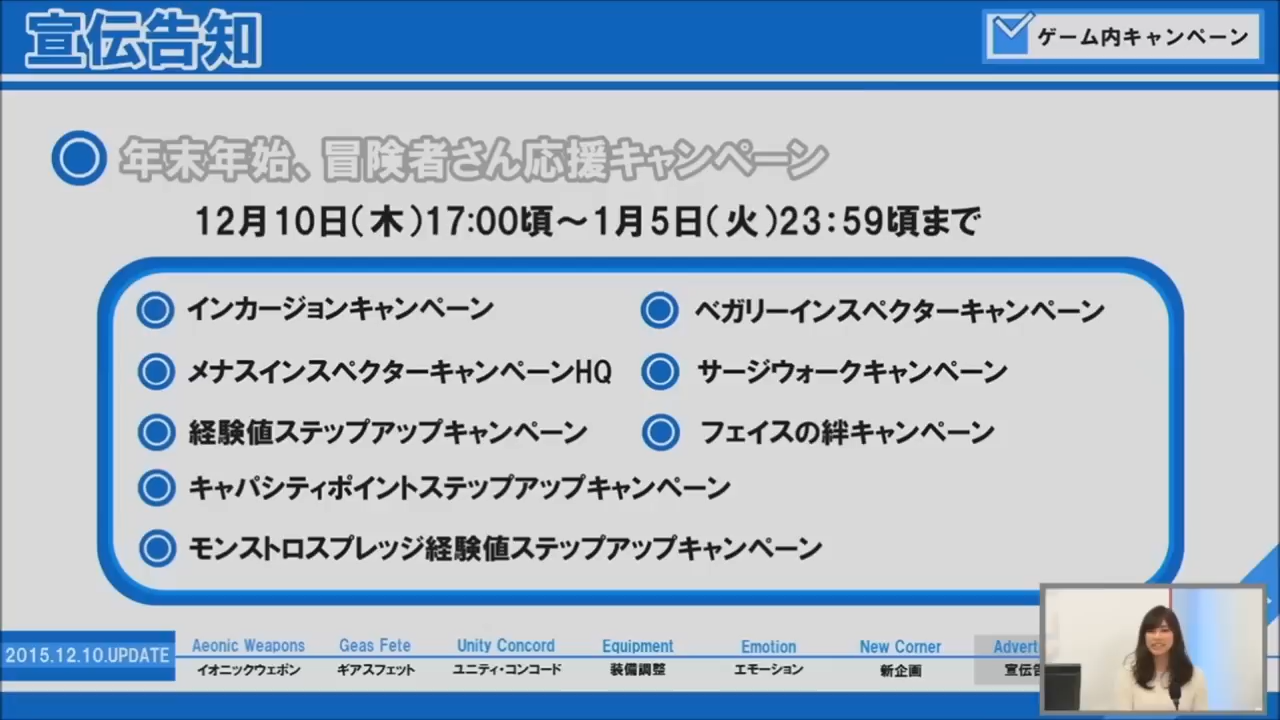 宣伝告知
ゲーム内キャンペーン
年末年始、冒険者さん応援キャンペーン
12月10日(木)17:00頃～1月5日(火)23:59頃まで
インカージョンキャンペーン
ベガリーインスペクターキャンペーン
メナスインスペクターキャンペーンHQ
サージウォークキャンペーン
経験値ステップアップキャンペーン
フェイスの絆キャンペーン
キャパシティポイントステップアップキャンペーン
モンストロスプレッジ経験値ステップアップキャンペーン
2015.12.10.UPDATE
Aeonic Weapons Geas Fete Unity Concord Equipment Emotion New Corner Advert
イオニックウェポン ギアスフェット ユニティ・コンコード 装備調整 エモーション 新企画 宣伝